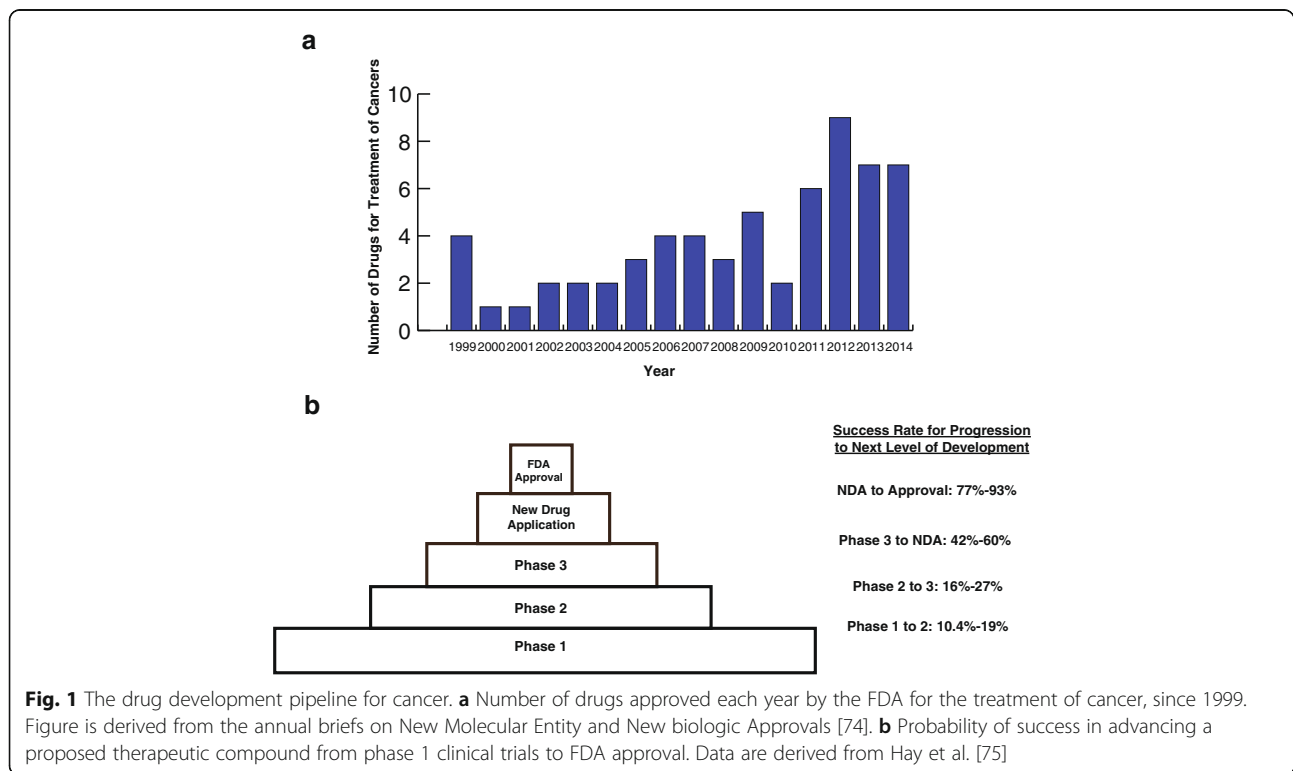 a
Number of Drugs for Treatment of Cancers
10
8
6
4
2
0
1999 2000 2001 2002 2003 2004 2005 2006 2007 2008 2009 2010 2011 2012 2013 2014
Year
b
FDA
Approval
New Drug
Application
Phase 3
Phase 2
Phase 1
Success Rate for Progression
to Next Level of Development
NDA to Approval: 77%-93%
Phase 3 to NDA: 42%-60%
Phase 2 to 3: 16%-27%
Phase 1 to 2: 10.4%-19%
Fig. 1 The drug development pipeline for cancer. a Number of drugs approved each year by the FDA for the treatment of cancer, since 1999.
Figure is derived from the annual briefs on New Molecular Entity and New biologic Approvals [74]. b Probability of success in advancing a
proposed therapeutic compound from phase 1 clinical trials to FDA approval. Data are derived from Hay et al. [75]